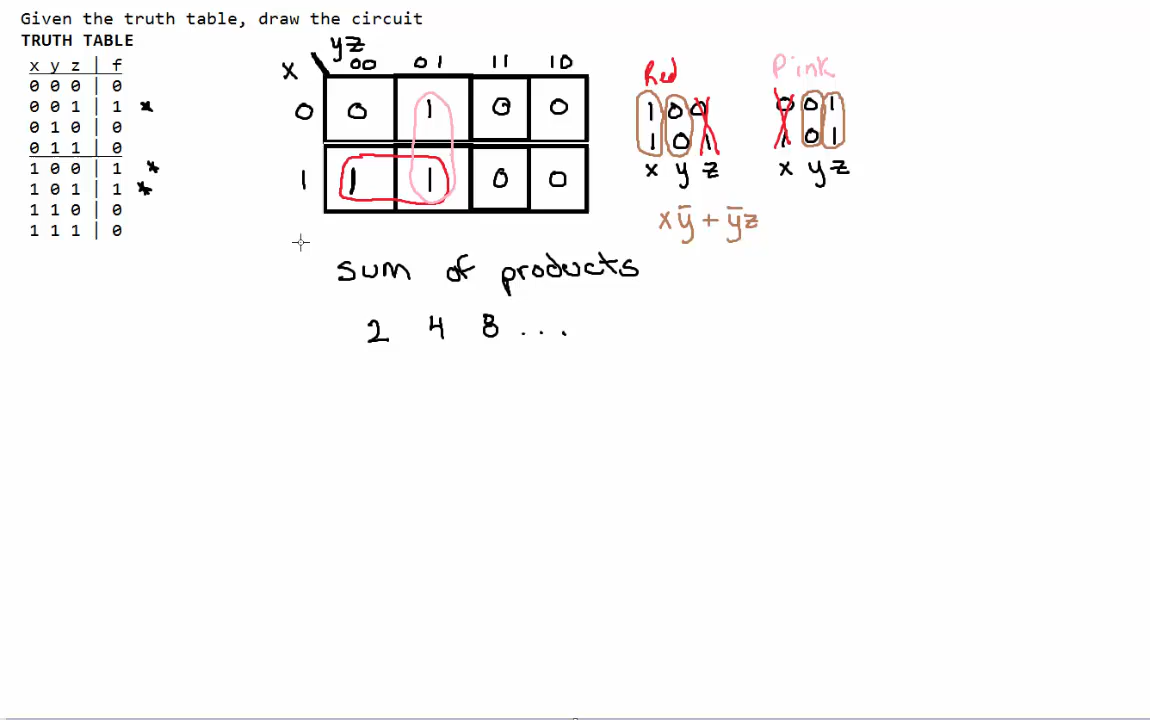 Given the truth table, draw the circuit
TRUTH TABLE
x y z | f
0 0 0 | 0
0 0 1 | 1 *
0 1 0 | 0
0 1 1 | 0
1 0 0 | 1 *
1 0 1 | 1 *
1 1 0 | 0
1 1 1 | 0
yz
x 00 01 11 10
0 0 1 0 0
1 1 1 0 0
Red
1 0 0
1 0 1
x y z
Pink
0 0 1
1 0 1
x y z
xȳ + ȳz
sum of products
2 4 8 ...